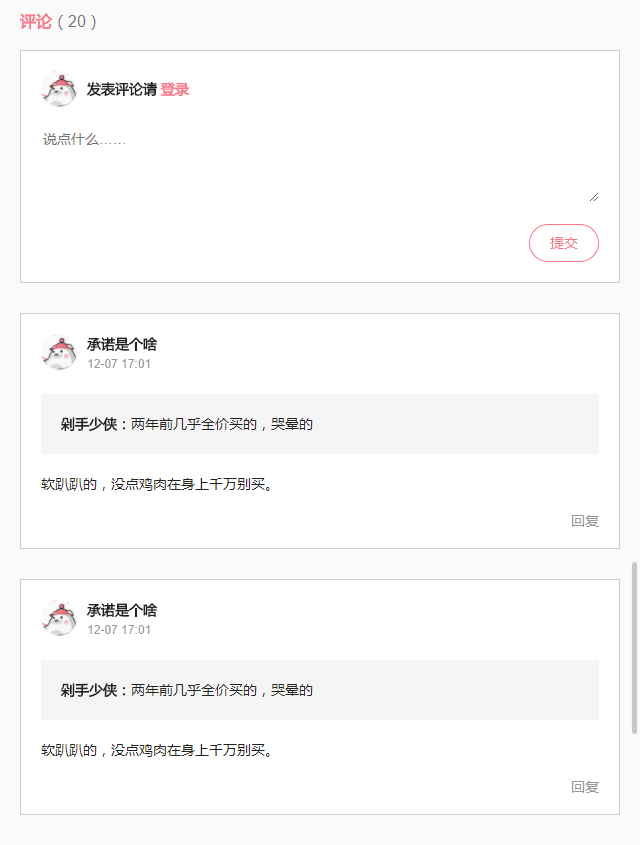 评论（20）
发表评论请 登录
说点什么……
提交
承诺是个啥
12-07 17:01
剁手少侠：两年前几乎全价买的，哭晕的
软趴趴的，没点鸡肉在身上千万别买。
回复
承诺是个啥
12-07 17:01
剁手少侠：两年前几乎全价买的，哭晕的
软趴趴的，没点鸡肉在身上千万别买。
回复